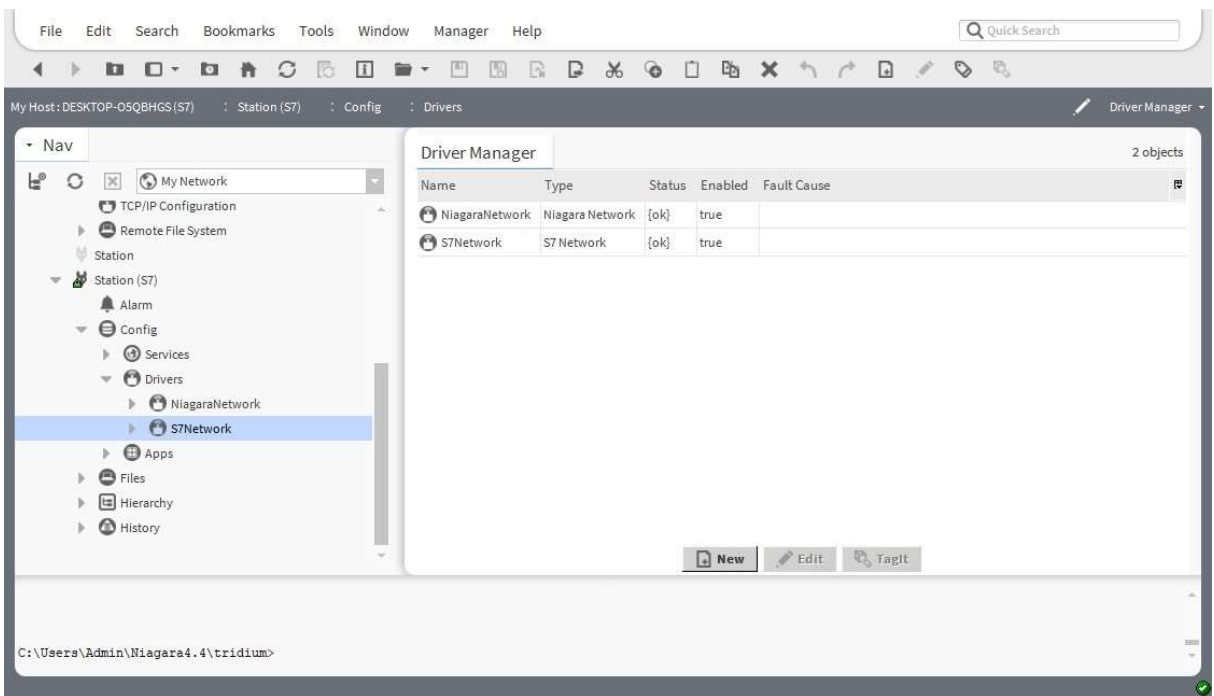 File Edit Search Bookmarks Tools Window Manager Help
Quick Search
My Host : DESKTOP-O5QBHGS (S7) : Station (S7) : Config : Drivers
Driver Manager
Nav
My Network
TCP/IP Configuration
Remote File System
Station
Station (S7)
Alarm
Config
Services
Drivers
NiagaraNetwork
S7Network
Apps
Files
Hierarchy
History
Driver Manager
2 objects
Name Type Status Enabled Fault Cause
NiagaraNetwork Niagara Network {ok} true
S7Network S7 Network {ok} true
New Edit TagIt
C:\Users\Admin\Niagara4.4\tridium>